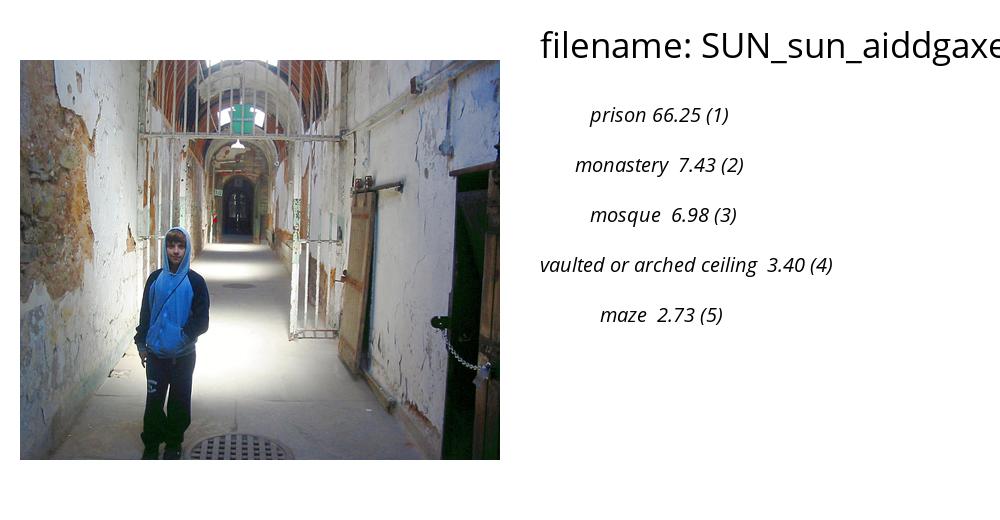 filename: SUN_sun_aiddgaxe
prison 66.25 (1)
monastery 7.43 (2)
mosque 6.98 (3)
vaulted or arched ceiling 3.40 (4)
maze 2.73 (5)